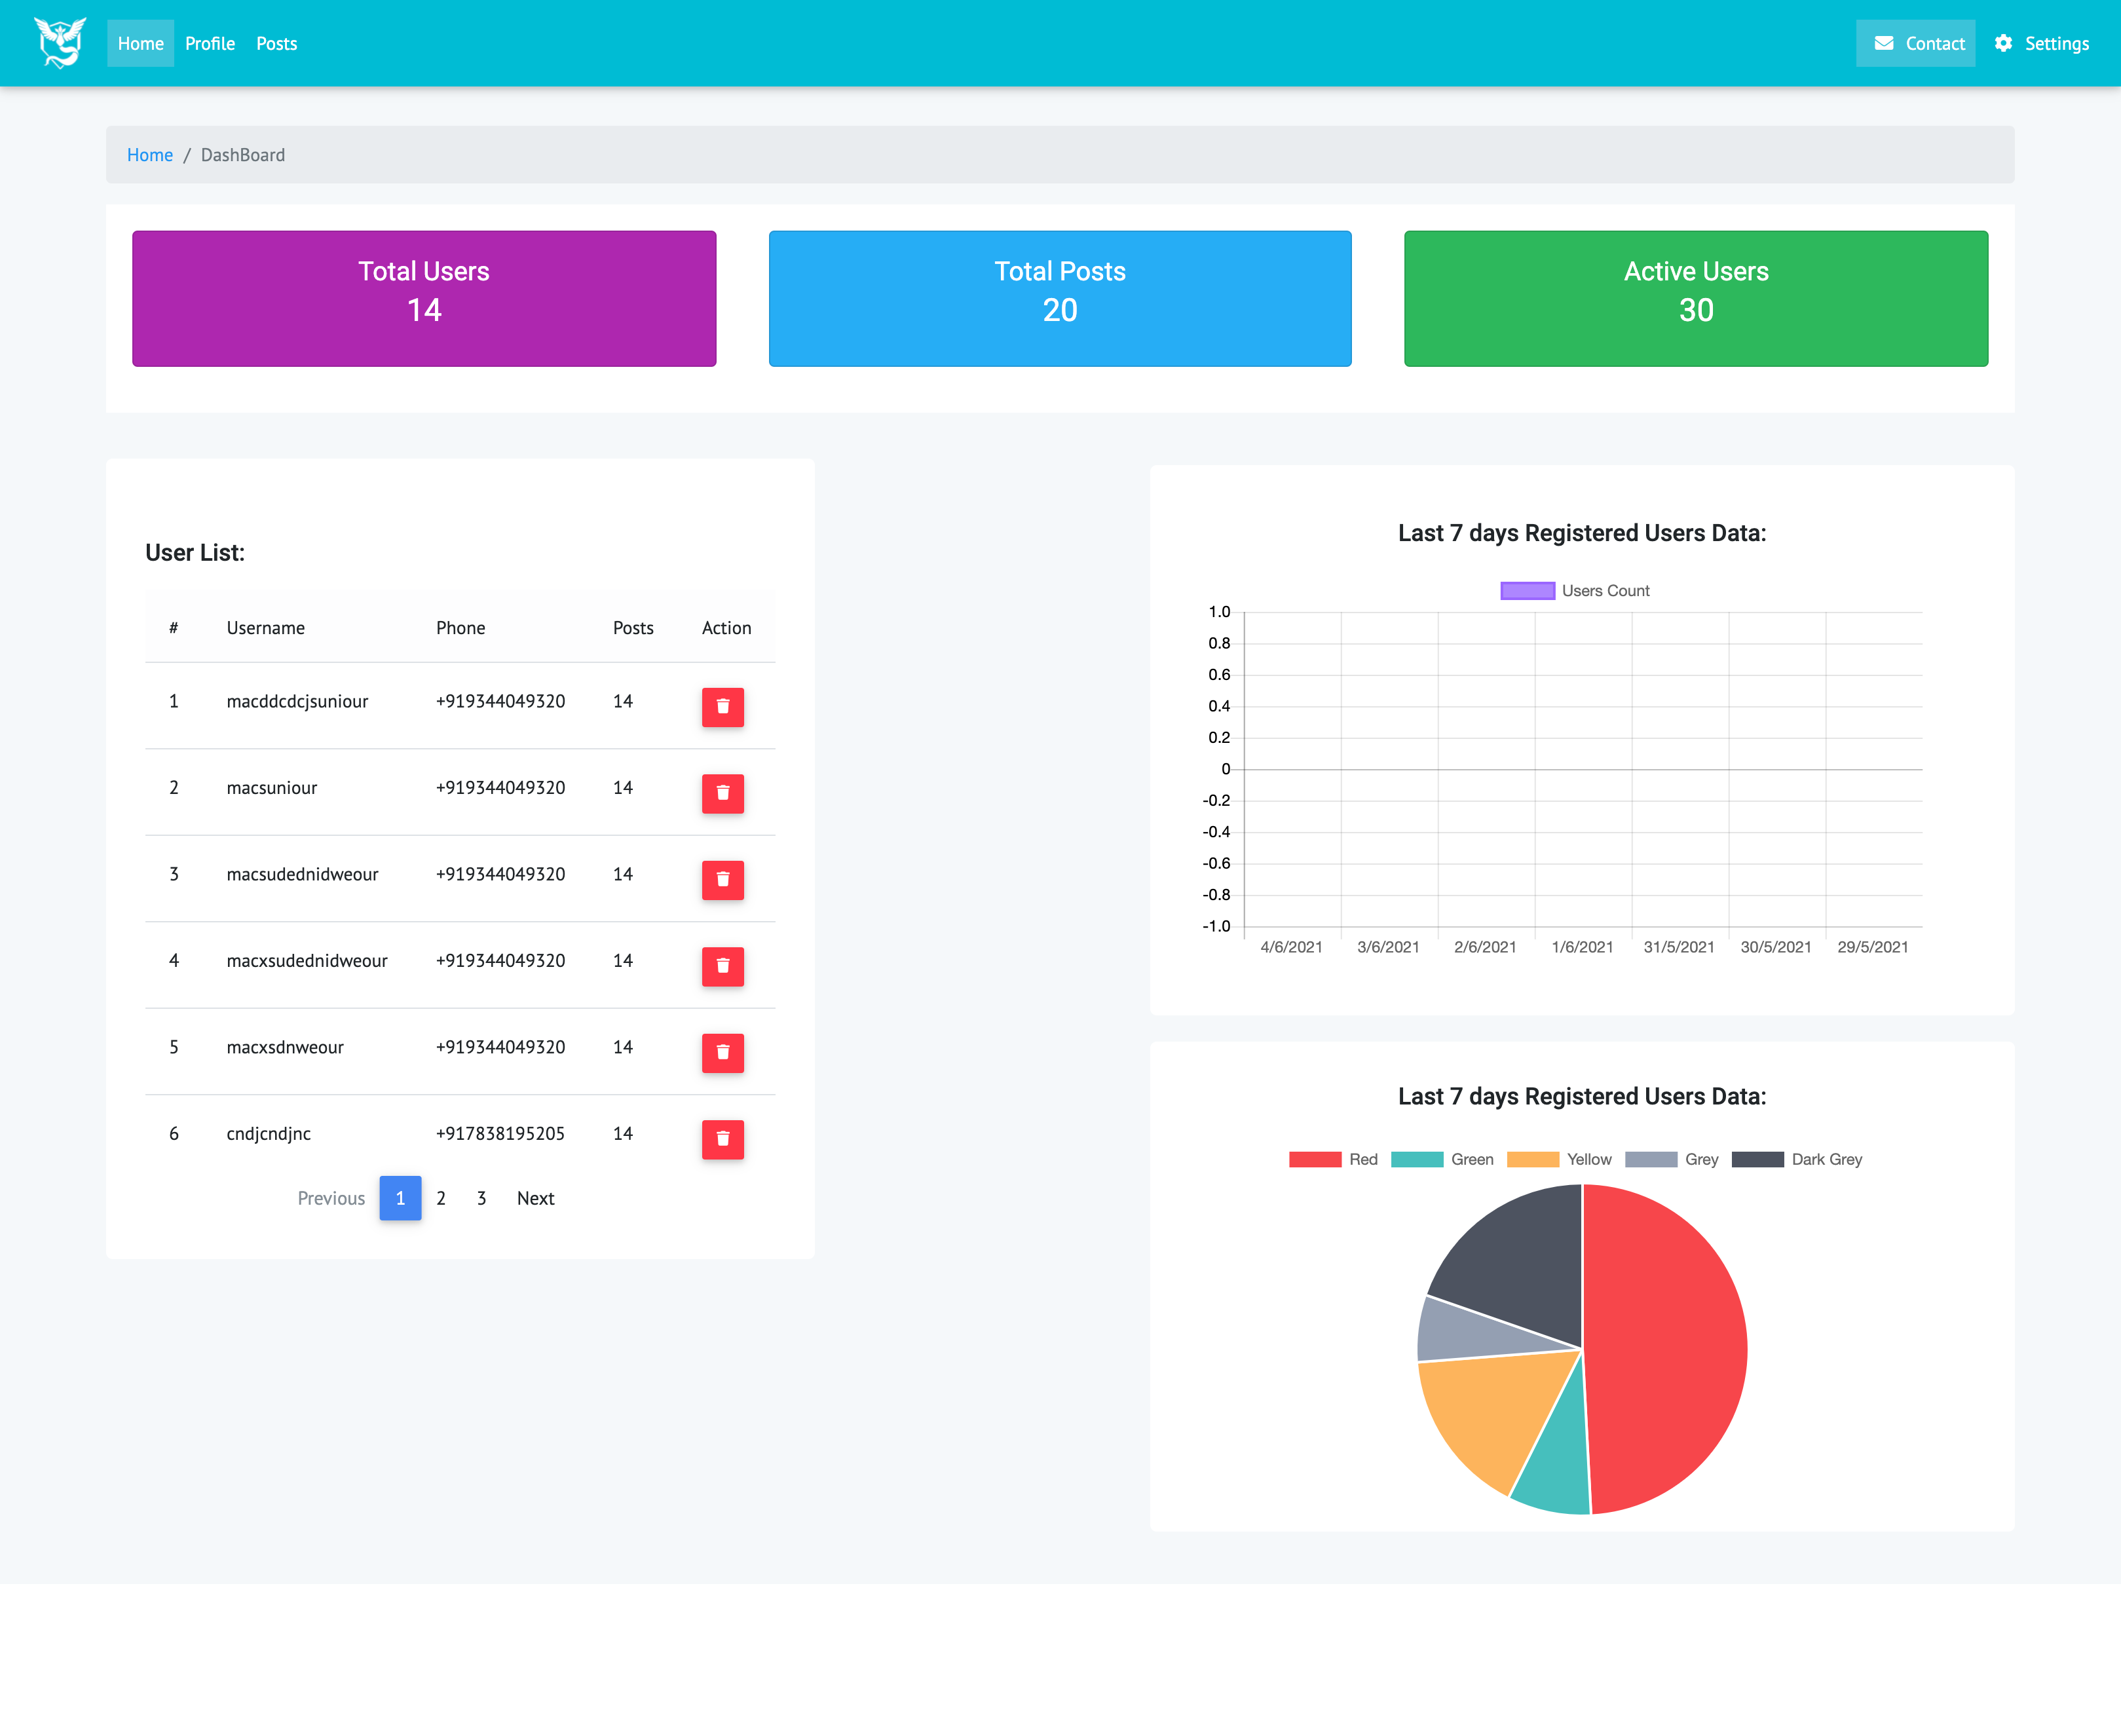 Home Profile Posts Contact Settings
Home / DashBoard
Total Users
14
Total Posts
20
Active Users
30
User List:
# Username Phone Posts Action
1 macddcdcjsuniour +919344049320 14
2 macsuniour +919344049320 14
3 macsudednidweour +919344049320 14
4 macxsudednidweour +919344049320 14
5 macxsdnweour +919344049320 14
6 cndjcndjnc +917838195205 14
Previous 1 2 3 Next
Last 7 days Registered Users Data:
Users Count
1.0
0.8
0.6
0.4
0.2
0
-0.2
-0.4
-0.6
-0.8
-1.0
4/6/2021 3/6/2021 2/6/2021 1/6/2021 31/5/2021 30/5/2021 29/5/2021
Last 7 days Registered Users Data:
Red Green Yellow Grey Dark Grey